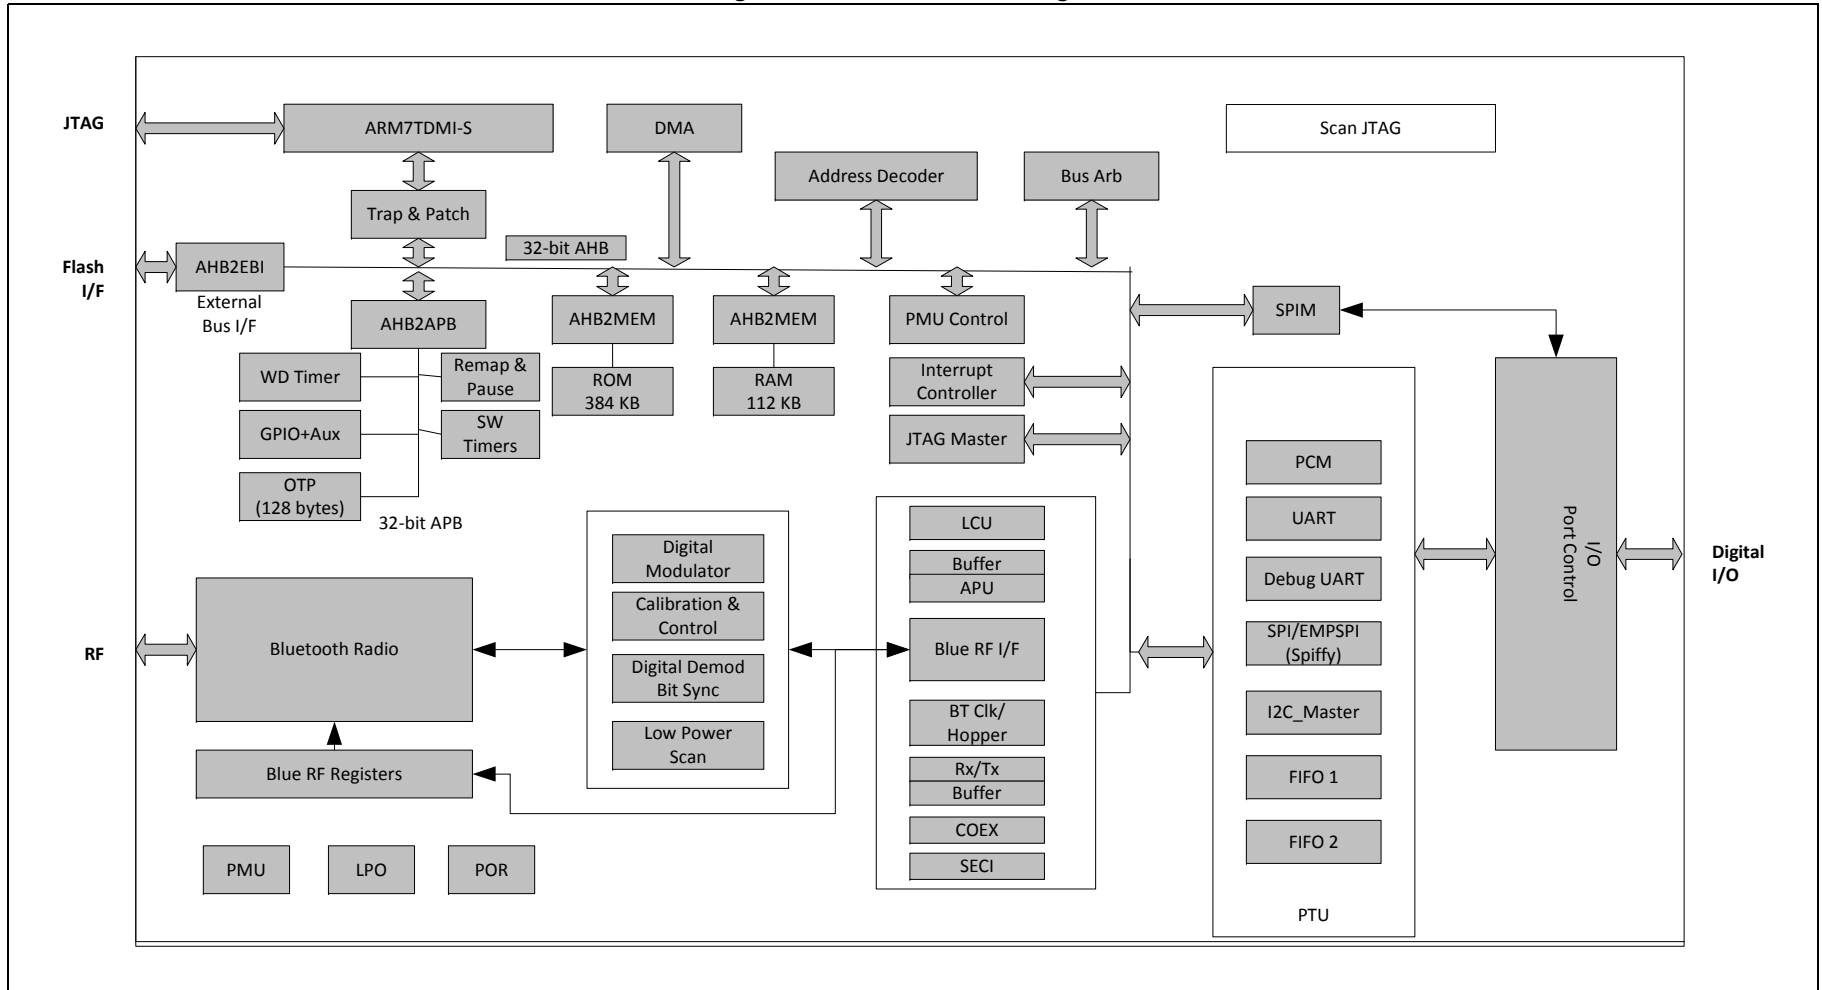 JTAG
ARM7TDMI-S
DMA
Scan JTAG
Address Decoder
Bus Arb
Trap & Patch
32-bit AHB
Flash
I/F
AHB2EBI
External
Bus I/F
AHB2APB
AHB2MEM
AHB2MEM
PMU Control
SPIM
WD Timer
Remap &
Pause
ROM
384 KB
RAM
112 KB
Interrupt
Controller
GPIO+Aux
SW
Timers
JTAG Master
OTP
(128 bytes)
32-bit APB
Digital
Modulator
Calibration &
Control
Digital Demod
Bit Sync
Low Power
Scan
LCU
Buffer
APU
Blue RF I/F
BT Clk/
Hopper
Rx/Tx
Buffer
COEX
SECI
PCM
UART
Debug UART
SPI/EMPSPI
(Spiffy)
I2C_Master
FIFO 1
FIFO 2
PTU
I/O
Port Control
Digital
I/O
RF
Bluetooth Radio
Blue RF Registers
PMU
LPO
POR